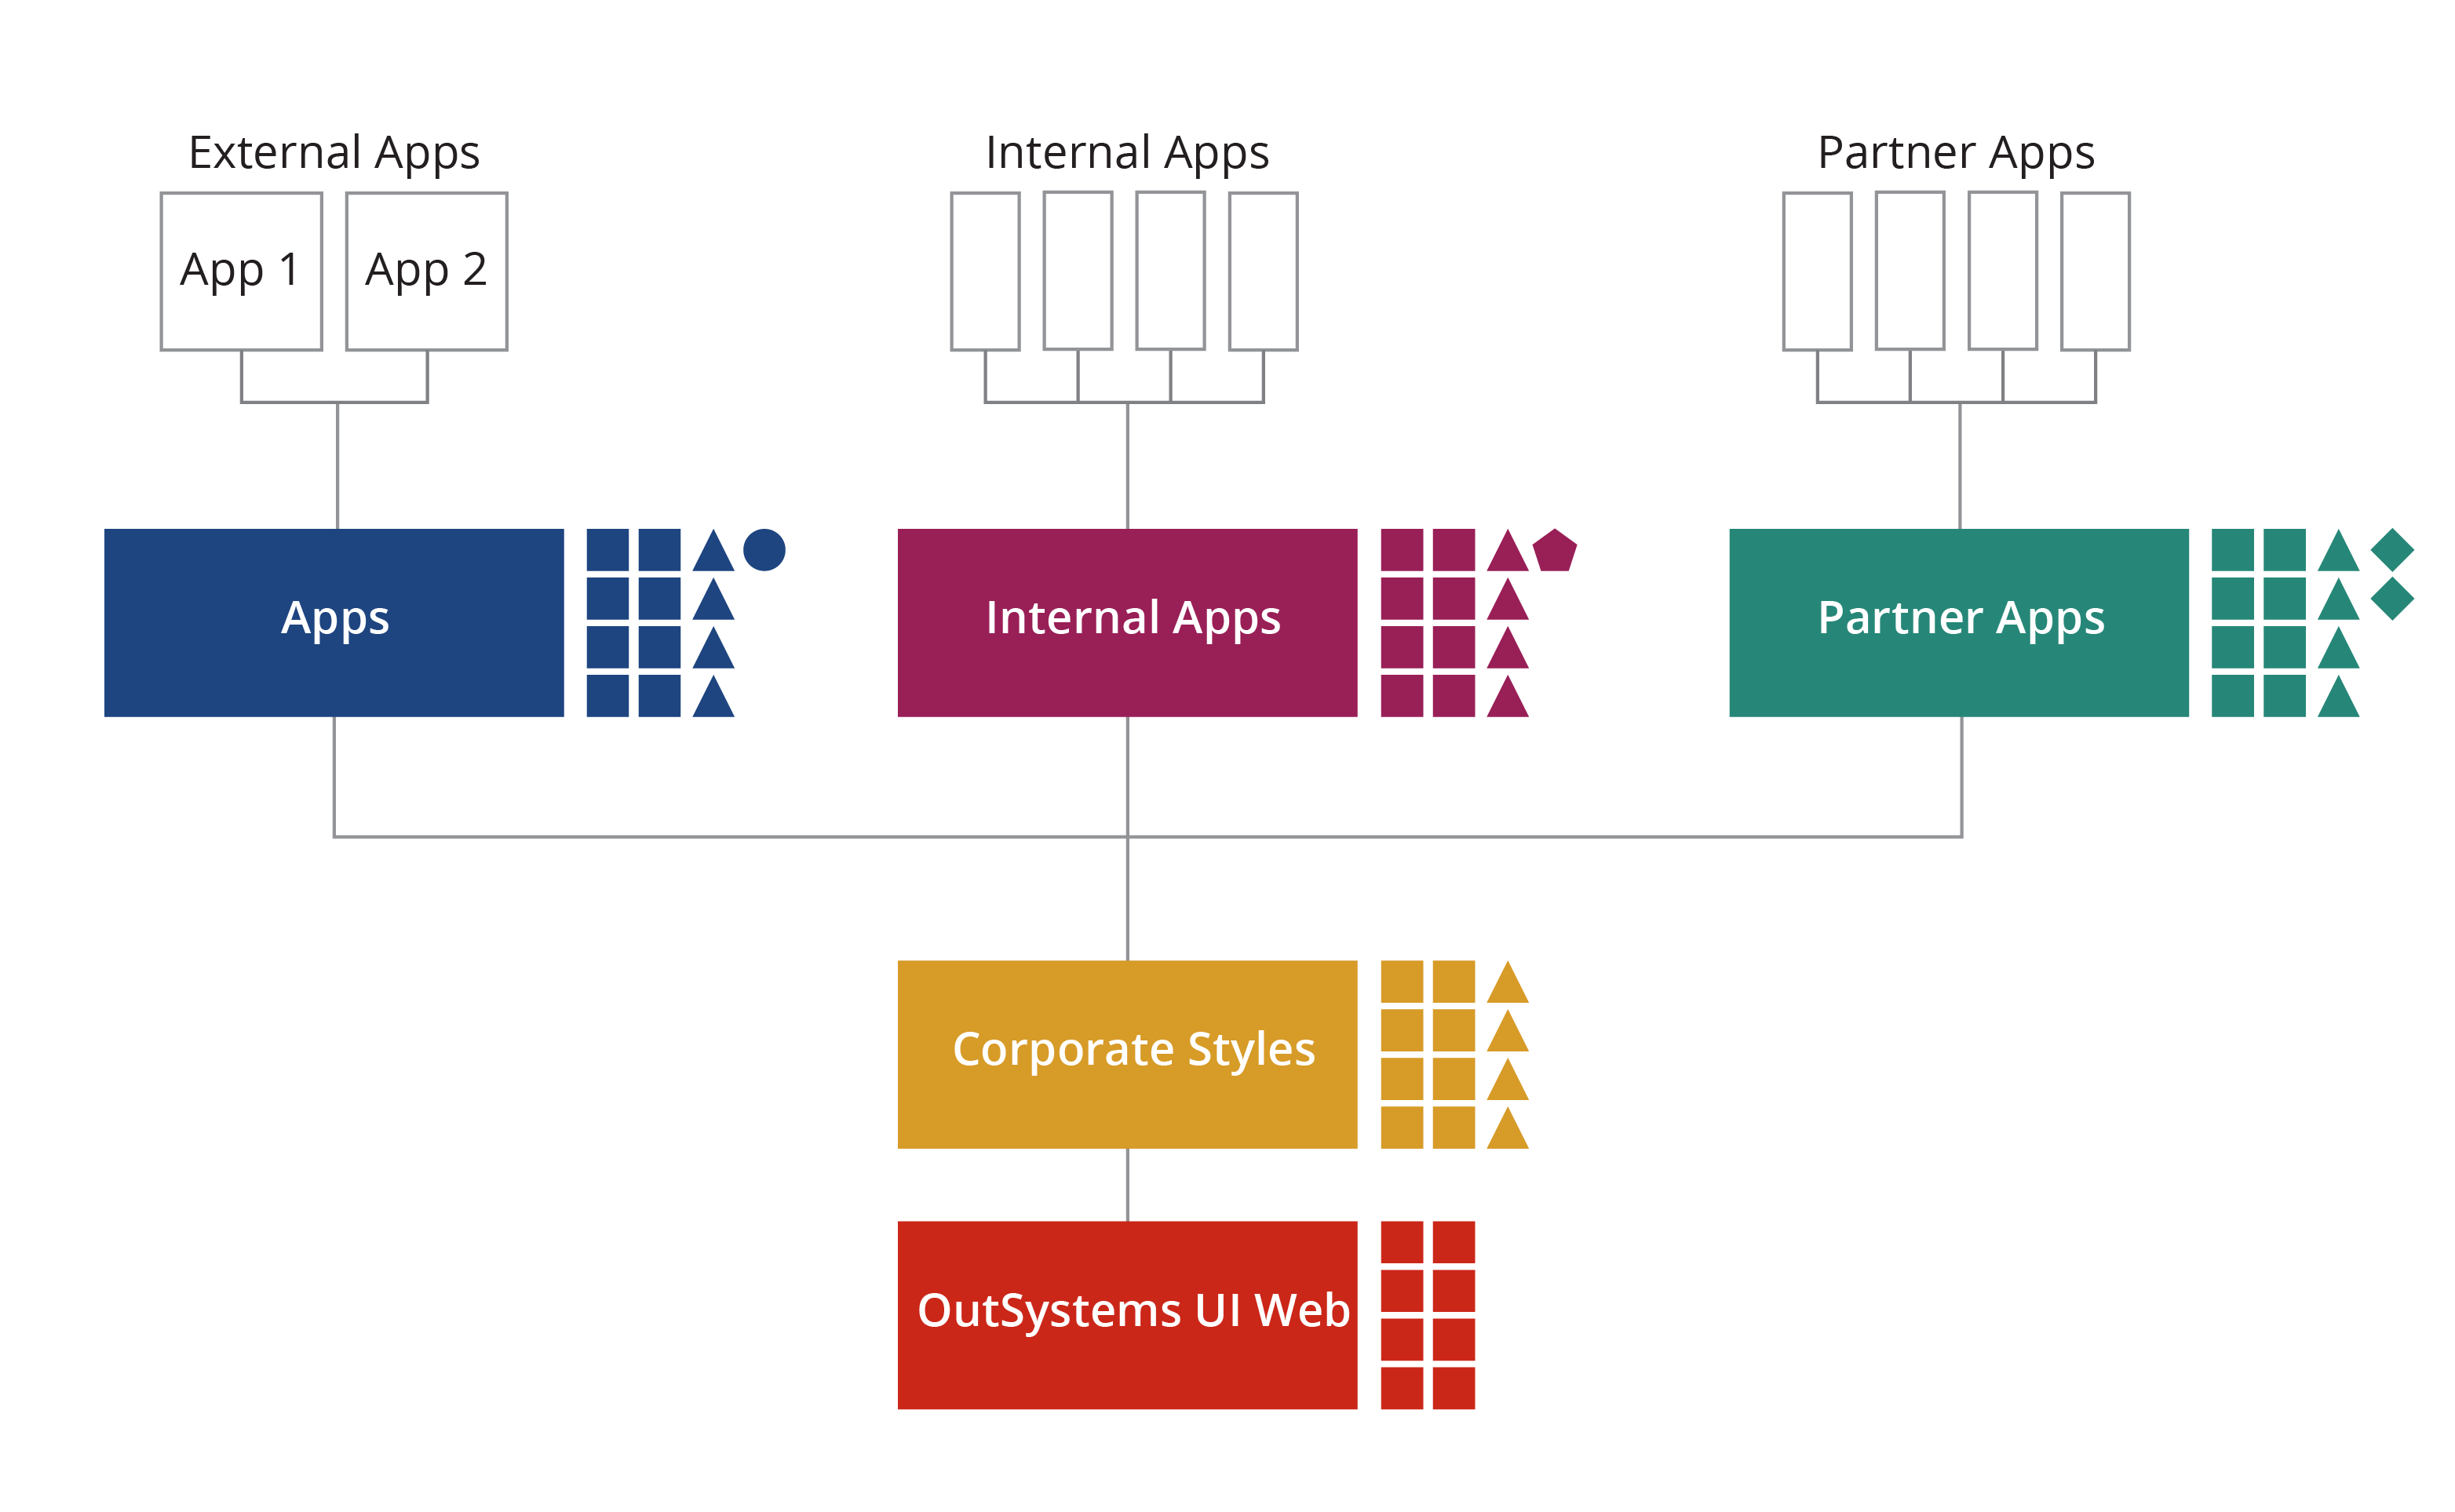 External Apps
Internal Apps
Partner Apps
App 1
App 2
Apps
Internal Apps
Partner Apps
Corporate Styles
OutSystems UI Web